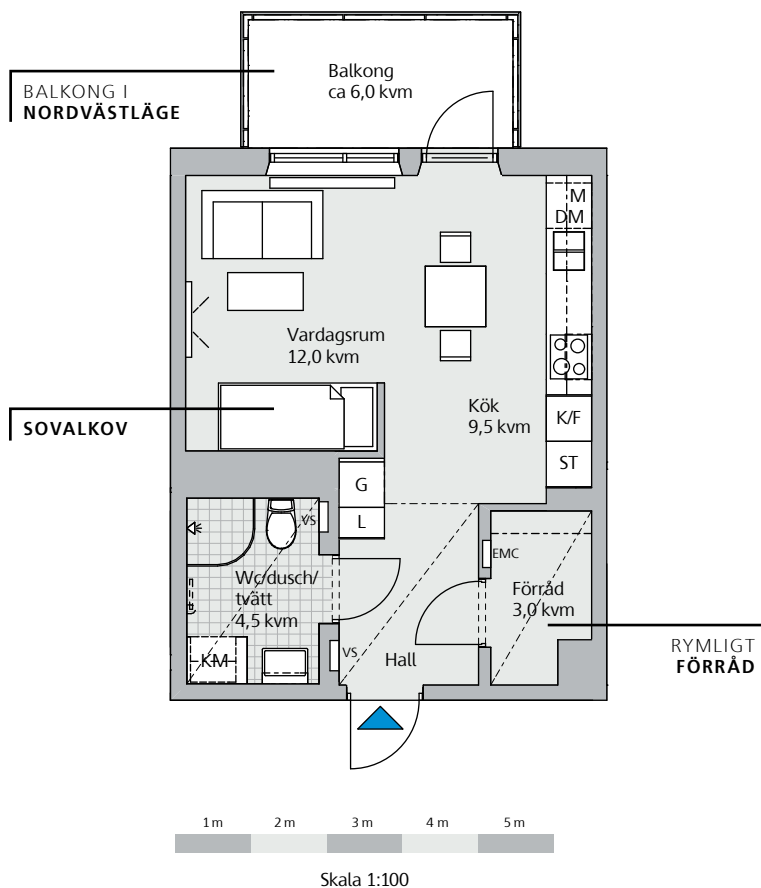 Balkong
ca 6,0 kvm
BALKONG I
NORDVÄSTLÄGE
M
DM
Vardagsrum
12,0 kvm
SOVALKOV
Kök
9,5 kvm
K/F
ST
G
L
VS
EMC
Wc/dusch/
tvätt
4,5 kvm
Förråd
3,0 kvm
KM
VS
Hall
RYMLIGT
FÖRRÅD
1 m 2 m 3 m 4 m 5 m
Skala 1:100